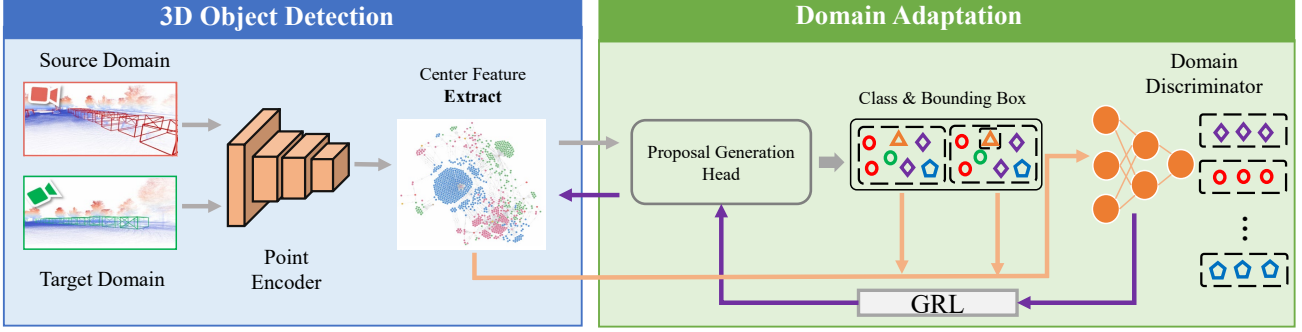 3D Object Detection
Source Domain
Target Domain
Point
Encoder
Center Feature
Extract
Domain Adaptation
Proposal Generation
Head
Class & Bounding Box
Domain
Discriminator
GRL